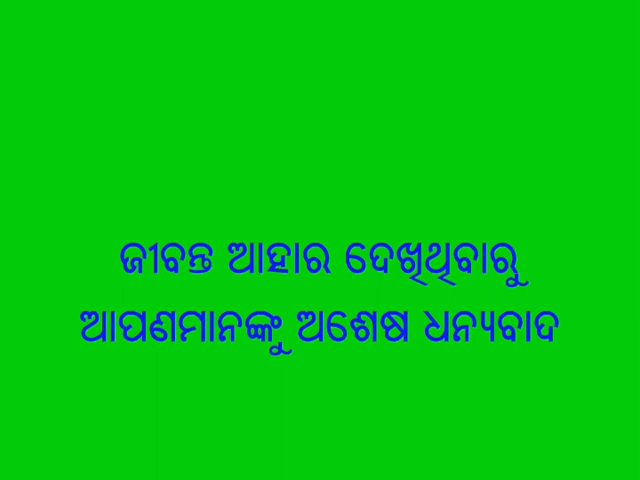 ଜୀବନ୍ତ ଆହାର ଦେଖିଥିବାରୁ
ଆପଣମାନଙ୍କୁ ଅଶେଷ ଧନ୍ୟବାଦ